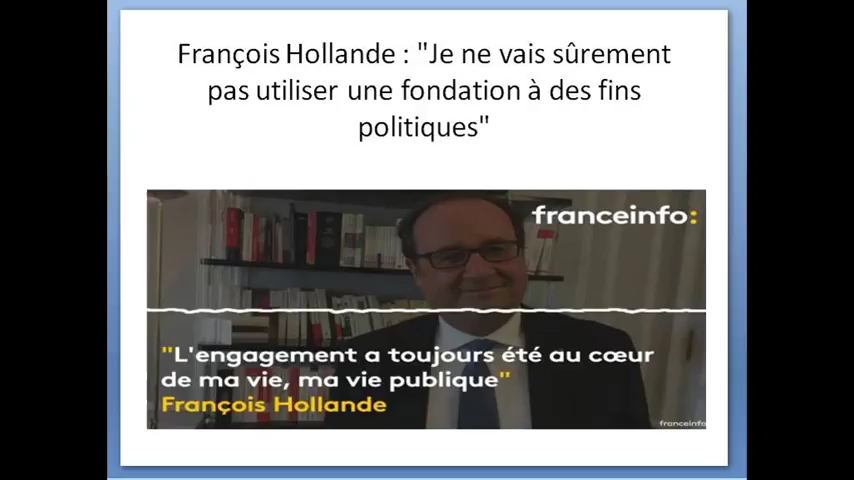 François Hollande : "Je ne vais sûrement
pas utiliser une fondation à des fins
politiques"
franceinfo:
"L'engagement a toujours été au cœur
de ma vie, ma vie publique"
François Hollande
franceinfo